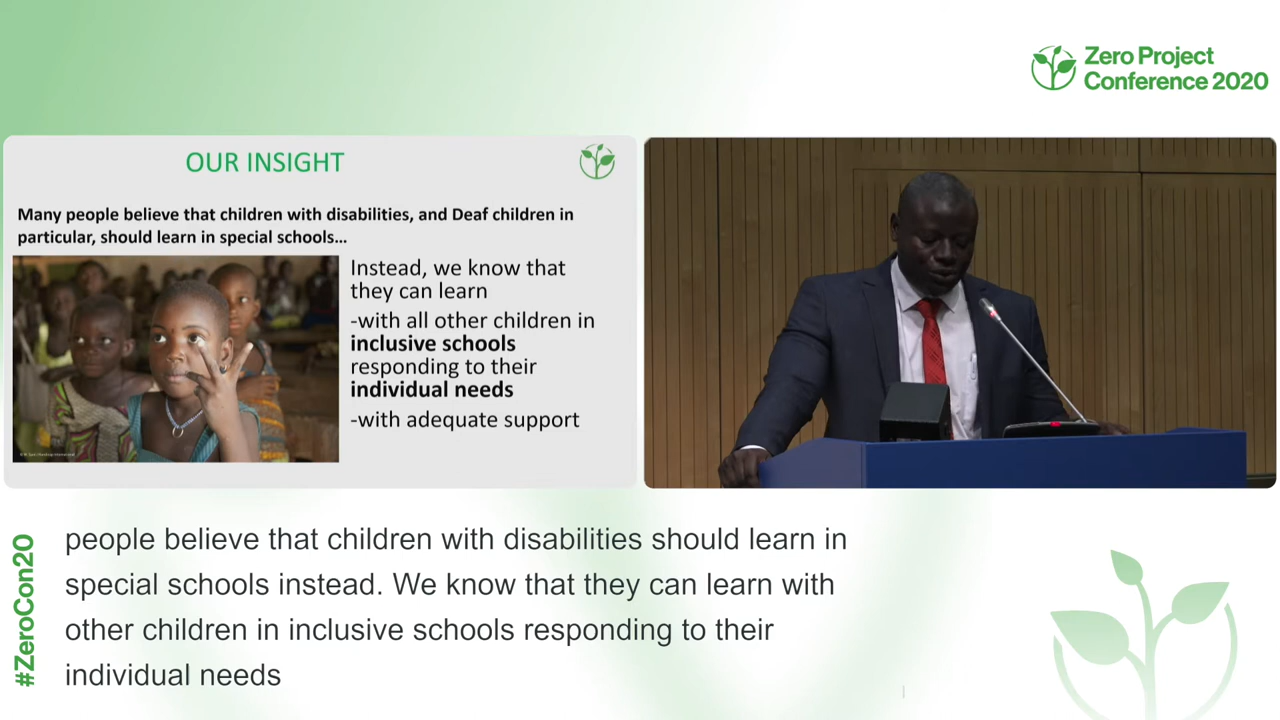 Zero Project
Conference 2020
OUR INSIGHT
Many people believe that children with disabilities, and Deaf children in
particular, should learn in special schools...
Instead, we know that
they can learn
-with all other children in
inclusive schools
responding to their
individual needs
-with adequate support
#ZeroCon20
people believe that children with disabilities should learn in
special schools instead. We know that they can learn with
other children in inclusive schools responding to their
individual needs